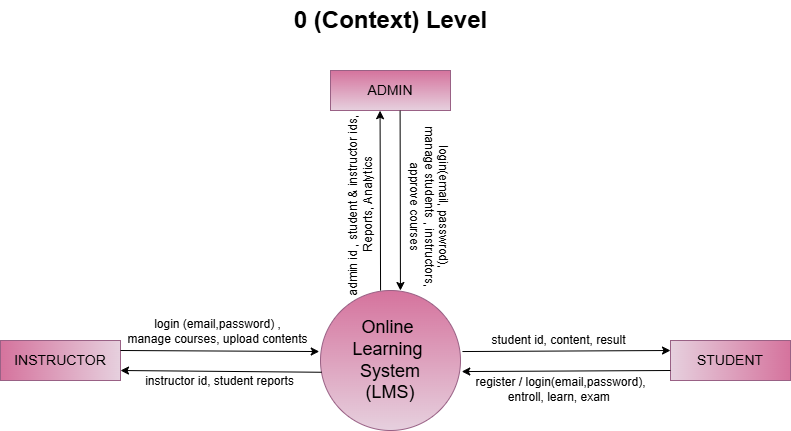 0 (Context) Level
ADMIN
admin id , student & instructor ids,
Reports, Analytics
login(email, passwrod),
manage students , instructors,
approve courses
login (email,password) ,
manage courses, upload contents
INSTRUCTOR
instructor id, student reports
Online
Learning
System
(LMS)
student id, content, result
STUDENT
register / login(email,password),
entroll, learn, exam